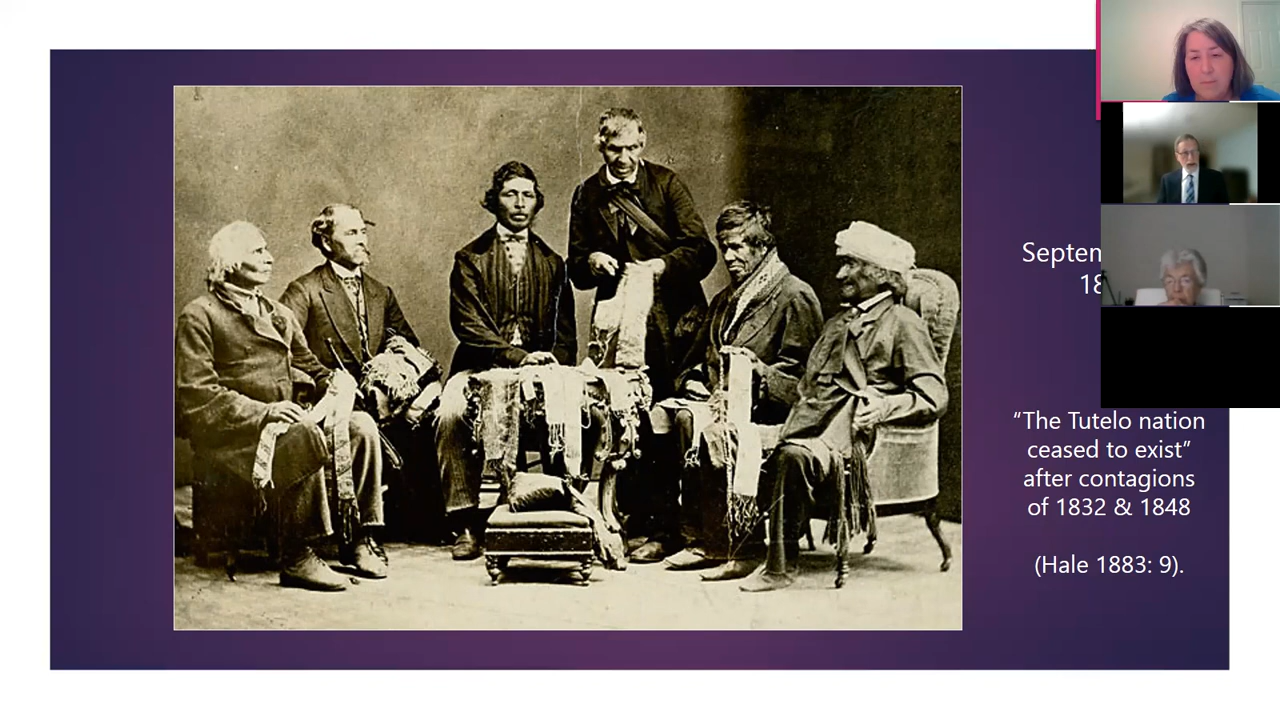 “The Tutelo nation
ceased to exist”
after contagions
of 1832 & 1848
(Hale 1883: 9).